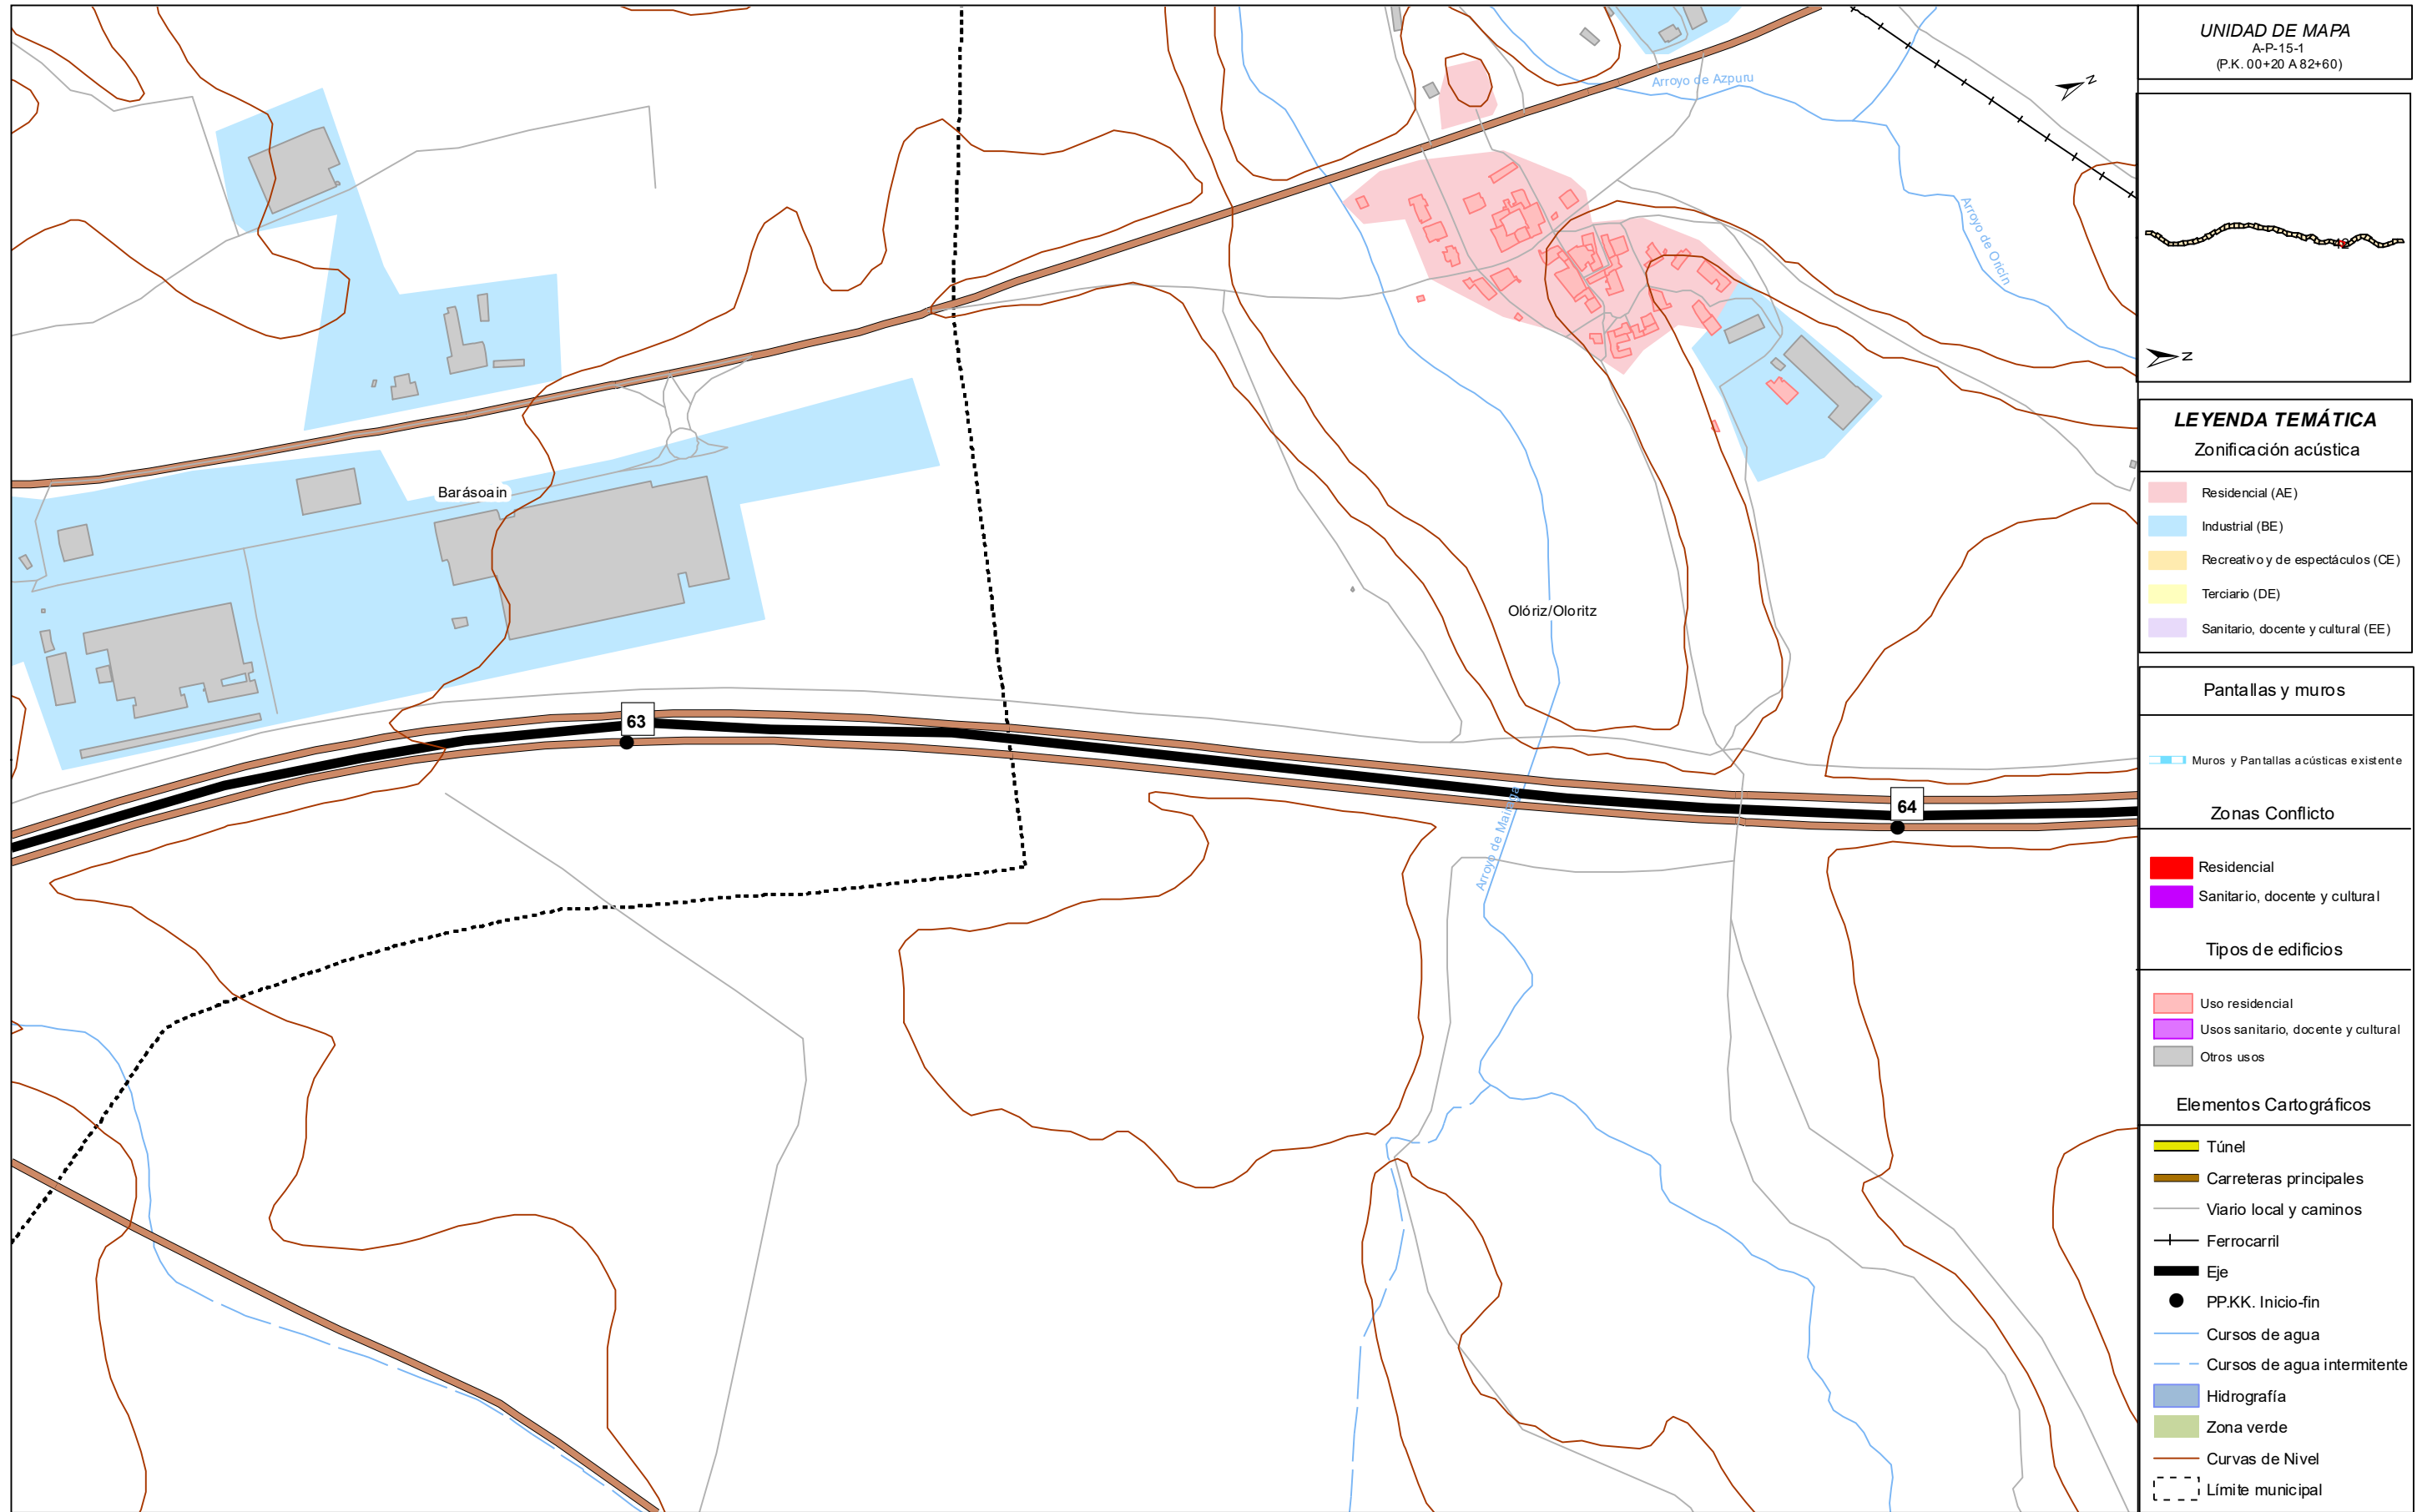 Arroyo de Azpuru
N
Arroyo de Oricín
Barásoain
Olóriz/Oloritz
63
64
UNIDAD DE MAPA
A-P-15-1
(P.K. 00+20 A 82+60)
N
LEYENDA TEMÁTICA
Zonificación acústica
Residencial (AE)
Industrial (BE)
Recreativo y de espectáculos (CE)
Terciario (DE)
Sanitario, docente y cultural (EE)
Pantallas y muros
Muros y Pantallas acústicas existente
Zonas Conflicto
Residencial
Sanitario, docente y cultural
Tipos de edificios
Uso residencial
Usos sanitario, docente y cultural
Otros usos
Elementos Cartográficos
Túnel
Carreteras principales
Viario local y caminos
Ferrocarril
Eje
PP.KK. Inicio-fin
Cursos de agua
Cursos de agua intermitente
Hidrografía
Zona verde
Curvas de Nivel
Límite municipal
Arroyo de